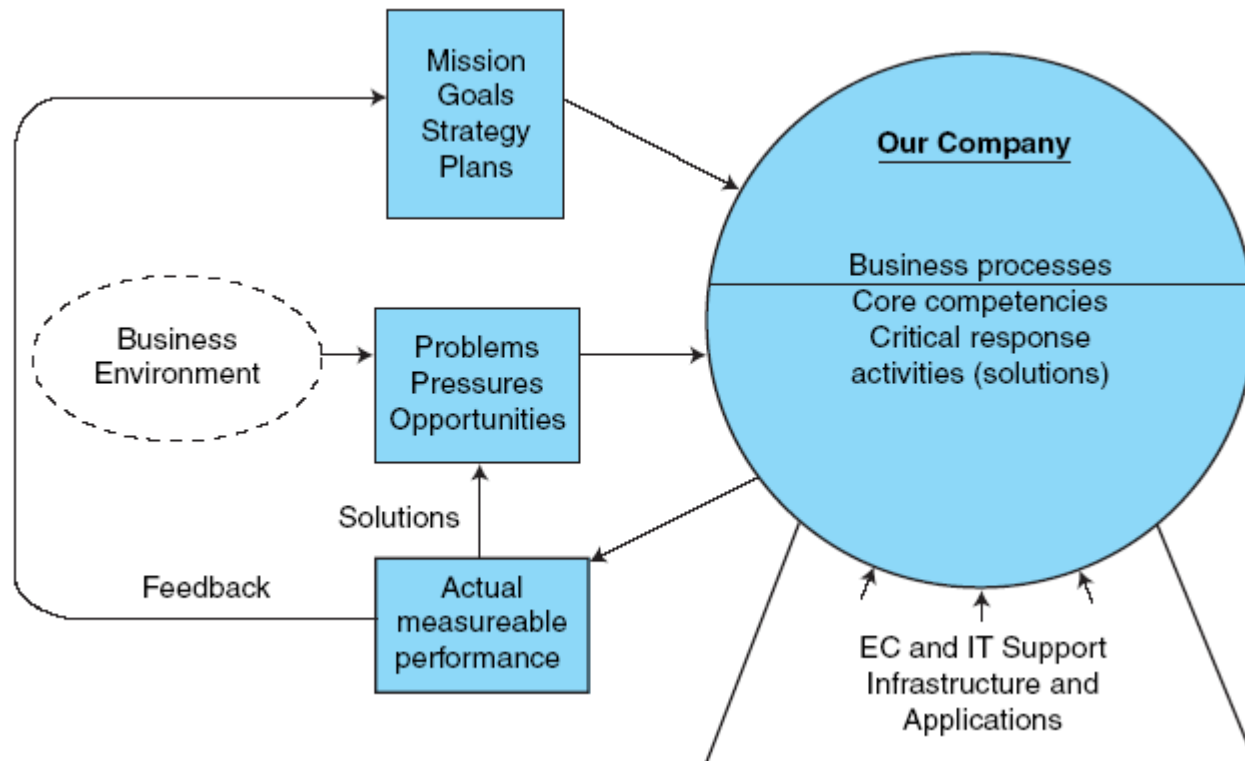 Mission
Goals
Strategy
Plans
Our Company
Business processes
Core competencies
Critical response
activities (solutions)
Business
Environment
Problems
Pressures
Opportunities
Solutions
Feedback
Actual
measureable
performance
EC and IT Support
Infrastructure and
Applications